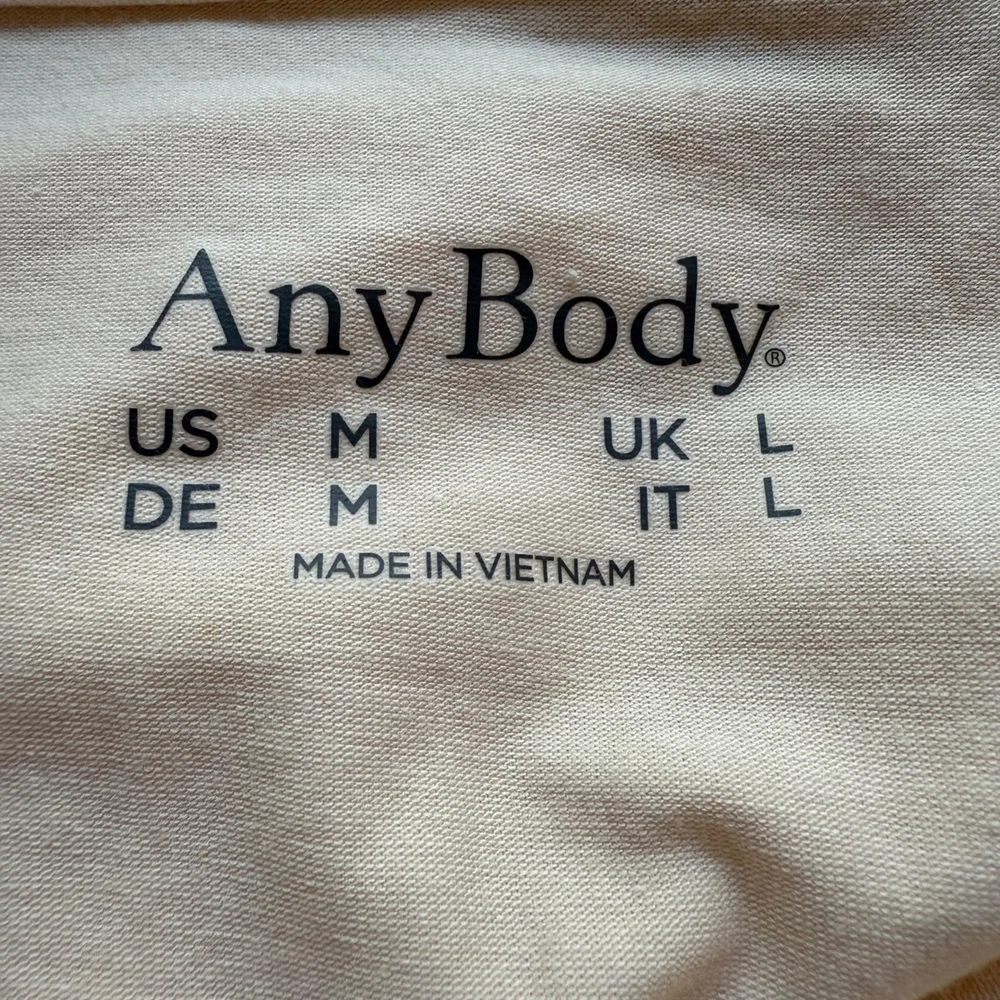 AnyBody®
US M UK L
DE M IT L
MADE IN VIETNAM